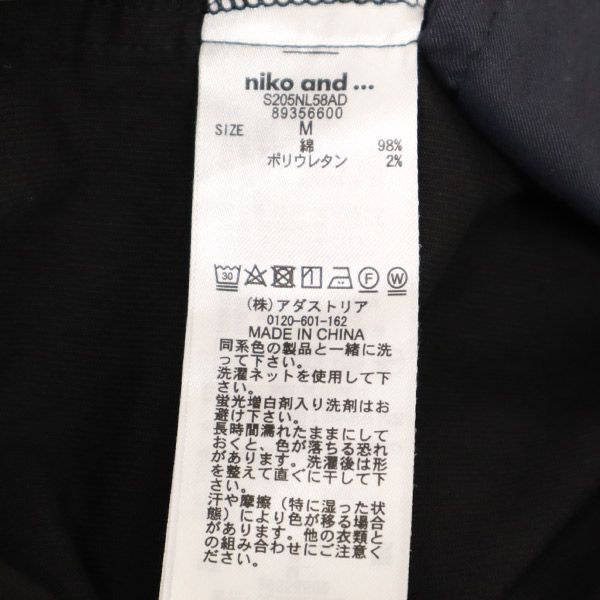 niko and ...
S205NL58AD
89356600
SIZE M
綿 98%
ポリウレタン 2%
30 F W
(株)アダストリア
0120-601-162
MADE IN CHINA
同系色の製品と一緒に洗
って下さい。
洗濯ネットを使用して下
さい。
蛍光増白剤入り洗剤はお
避け下さい。
長時間濡れたままにして
おくと、色が落ちる恐れ
があります。洗濯後は形
を整えて直ぐに干して下
さい。
汗や摩擦(特に湿った状
態)により色が移る場合
があります。他の衣類と
の組み合わせにご注意く
ださい。